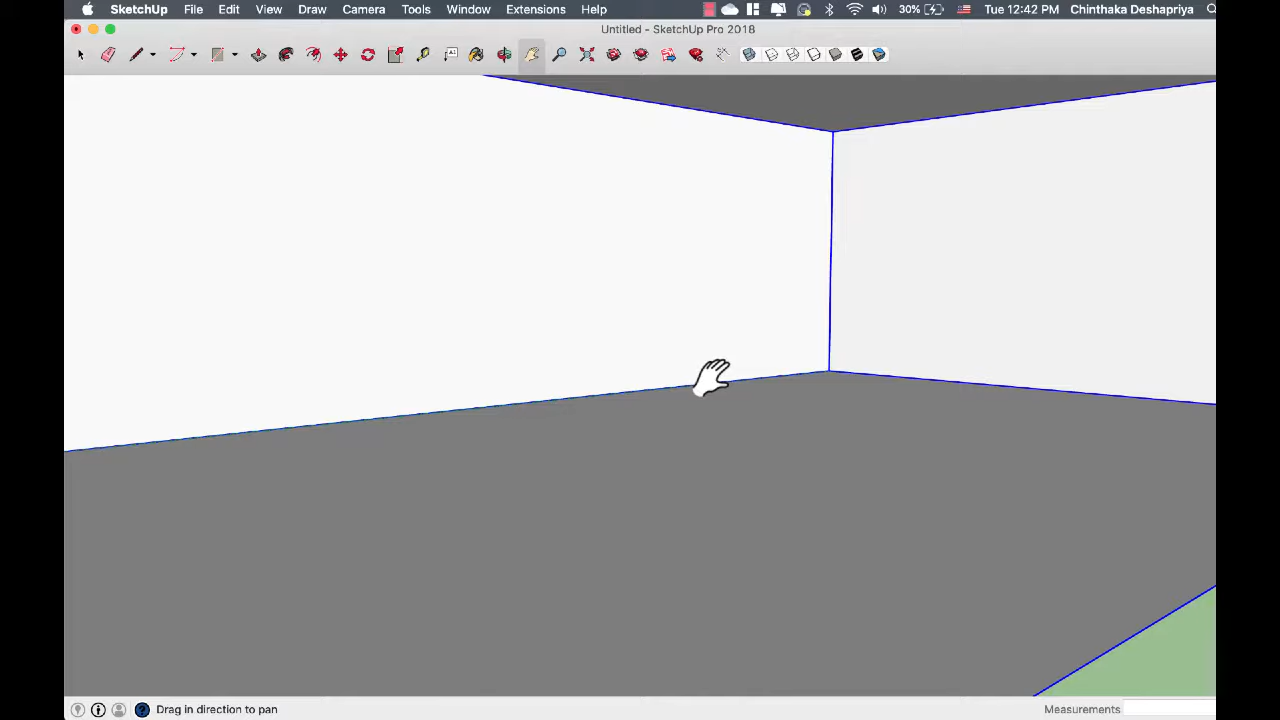 SketchUp File Edit View Draw Camera Tools Window Extensions Help 30% Tue 12:42 PM Chinthaka Deshapriya
Untitled - SketchUp Pro 2018
Drag in direction to pan Measurements